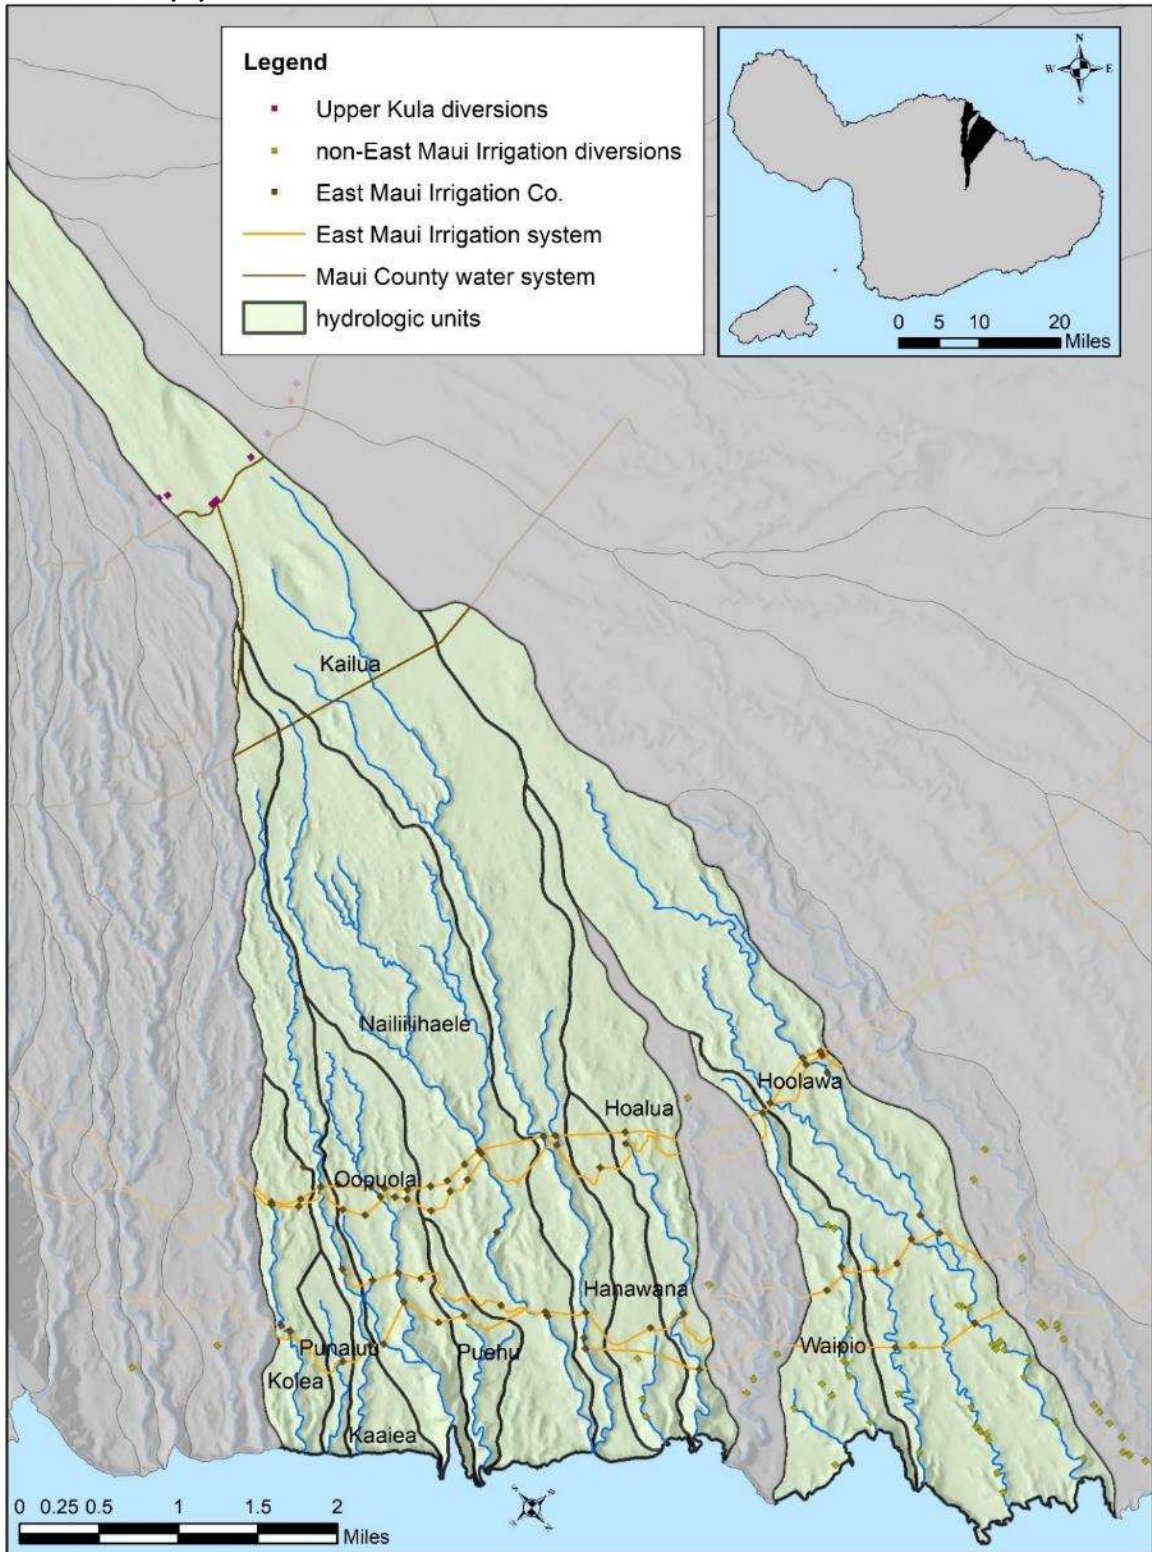 Legend
Upper Kula diversions
non-East Maui Irrigation diversions
East Maui Irrigation Co.
East Maui Irrigation system
Maui County water system
hydrologic units
N
W E
S
0 5 10 20
Miles
Kailua
Nailiilihaele
Hoolawa
Hoalua
Oopuola
Hanawana
Punaluu
Puehu
Waipio
Kolea
Kaaiea
0 0.25 0.5 1 1.5 2
Miles